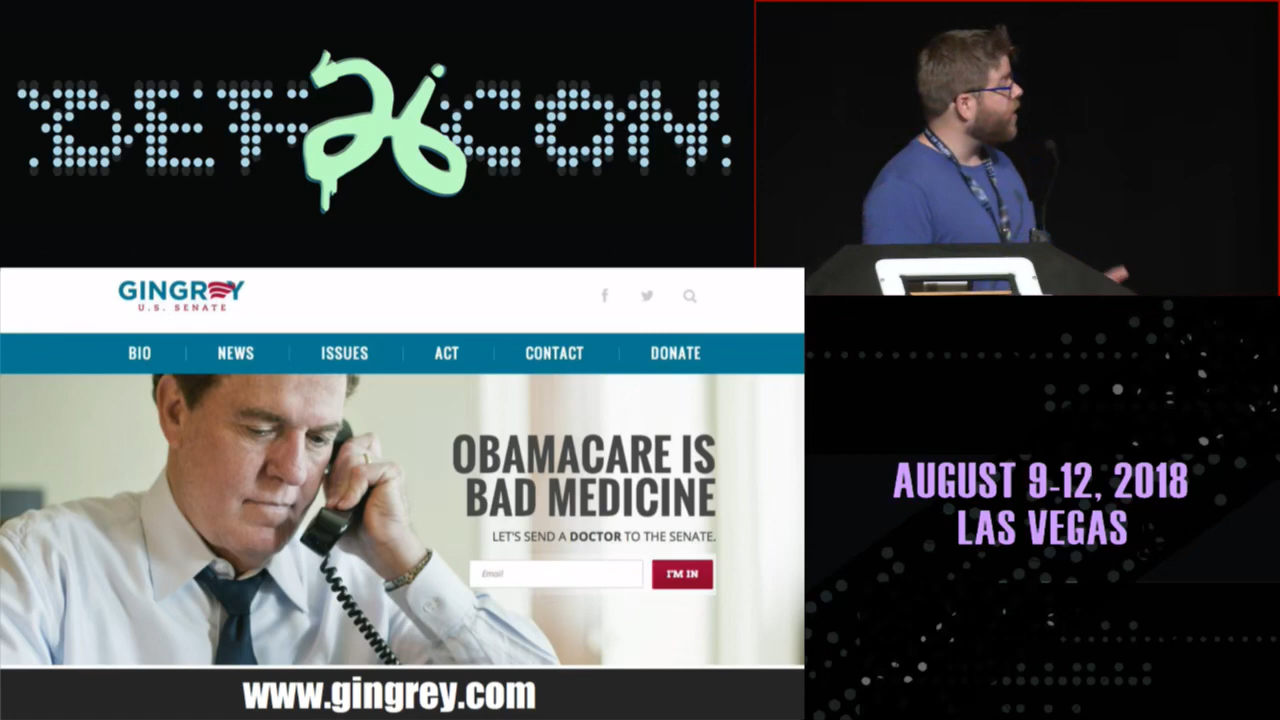 DEF CON 26
GINGREY
U.S. SENATE
BIO
NEWS
ISSUES
ACT
CONTACT
DONATE
OBAMACARE IS
BAD MEDICINE
LET'S SEND A DOCTOR TO THE SENATE.
Email
I'M IN
www.gingrey.com
AUGUST 9-12, 2018
LAS VEGAS